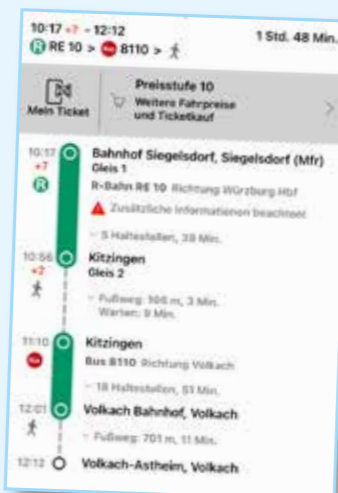 10:17 +7 - 12:12
1 Std. 48 Min.
R RE 10 > Bus 8110 >
Mein Ticket
Preisstufe 10
Weitere Fahrpreise
und Ticketkauf
10:17
+7
R
Bahnhof Siegelsdorf, Siegelsdorf (Mfr)
Gleis 1
R-Bahn RE 10 Richtung Würzburg Hbf
Zusätzliche Informationen beachten!
5 Haltestellen, 39 Min.
10:56
+2
Kitzingen
Gleis 2
Fußweg: 166 m, 3 Min.
Warten: 9 Min.
11:10
Bus
Kitzingen
Bus 8110 Richtung Volkach
18 Haltestellen, 51 Min.
12:01
Volkach Bahnhof, Volkach
Fußweg: 701 m, 11 Min.
12:12
Volkach-Astheim, Volkach